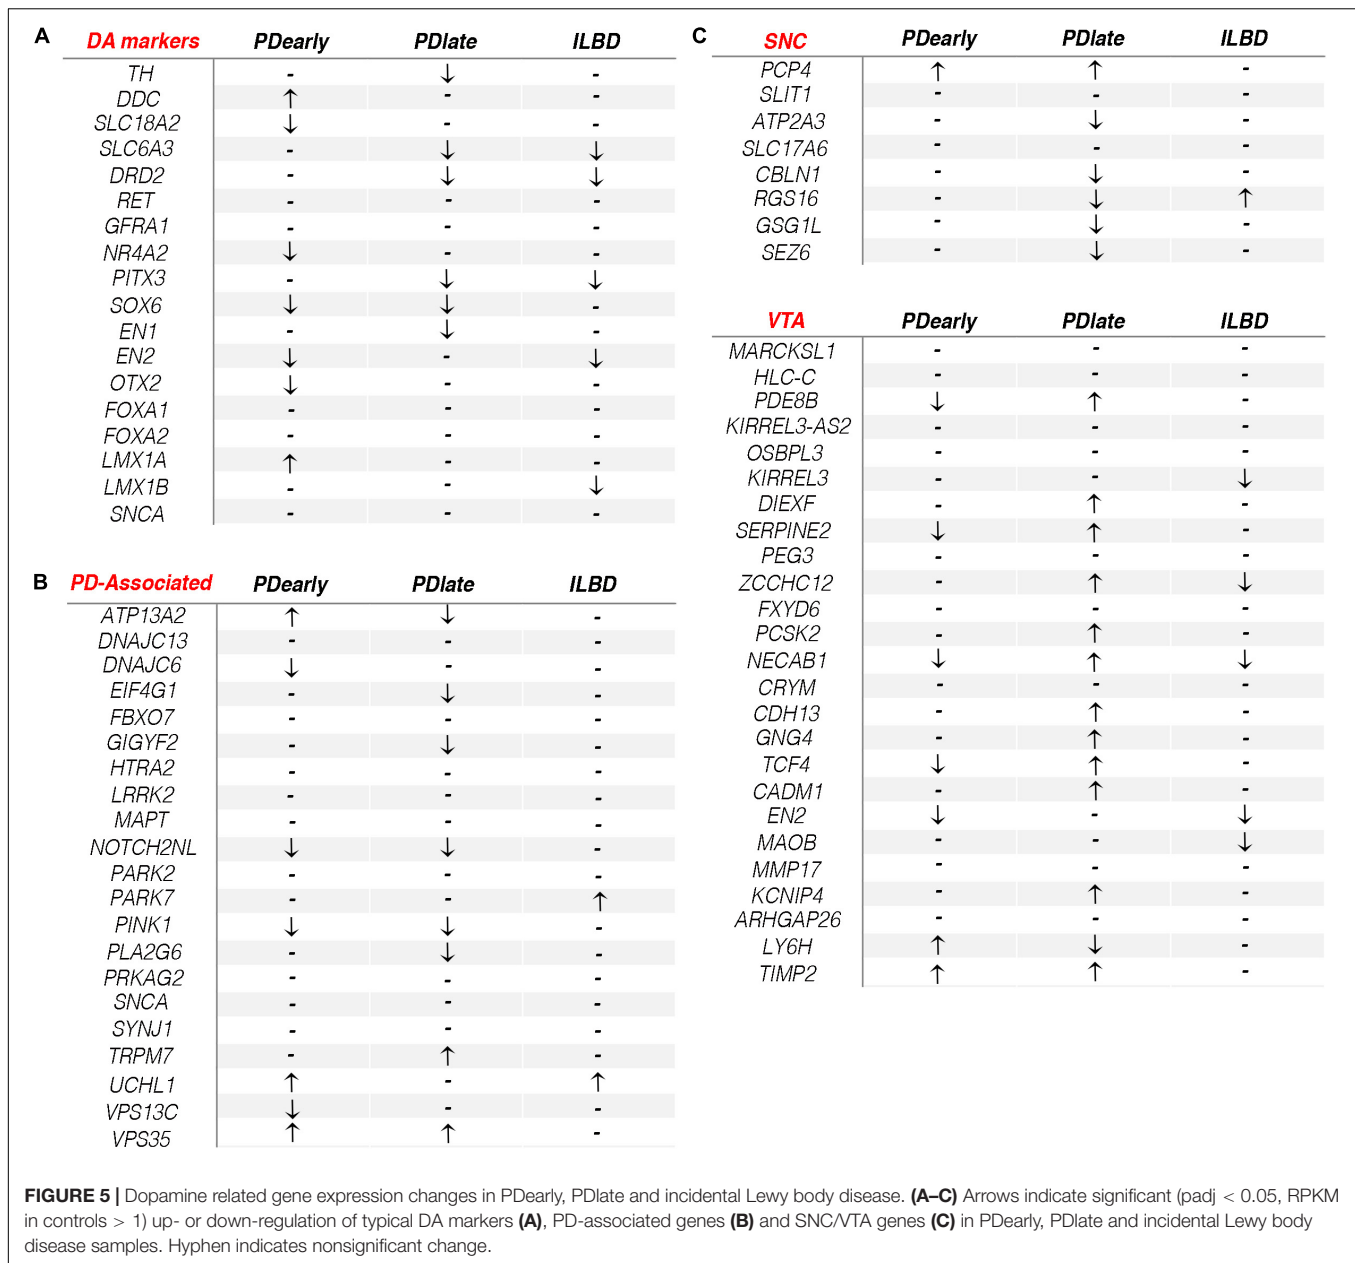 A
DA markers PDearly PDlate ILBD
TH - ↓ -
DDC ↑ - -
SLC18A2 ↓ - -
SLC6A3 - ↓ ↓
DRD2 - ↓ ↓
RET - - -
GFRA1 - - -
NR4A2 ↓ - -
PITX3 - ↓ ↓
SOX6 ↓ ↓ -
EN1 - ↓ -
EN2 ↓ - ↓
OTX2 ↓ - -
FOXA1 - - -
FOXA2 - - -
LMX1A ↑ - -
LMX1B - - ↓
SNCA - - -
B
PD-Associated PDearly PDlate ILBD
ATP13A2 ↑ ↓ -
DNAJC13 - - -
DNAJC6 ↓ - -
EIF4G1 - ↓ -
FBXO7 - - -
GIGYF2 - ↓ -
HTRA2 - - -
LRRK2 - - -
MAPT - - -
NOTCH2NL ↓ ↓ -
PARK2 - - -
PARK7 - - ↑
PINK1 ↓ ↓ -
PLA2G6 - ↓ -
PRKAG2 - - -
SNCA - - -
SYNJ1 - - -
TRPM7 - ↑ -
UCHL1 ↑ - ↑
VPS13C ↓ - -
VPS35 ↑ ↑ -
C
SNC PDearly PDlate ILBD
PCP4 ↑ ↑ -
SLIT1 - - -
ATP2A3 - ↓ -
SLC17A6 - - -
CBLN1 - ↓ -
RGS16 - ↓ ↑
GSG1L - ↓ -
SEZ6 - ↓ -
VTA PDearly PDlate ILBD
MARCKSL1 - - -
HLC-C - - -
PDE8B ↓ ↑ -
KIRREL3-AS2 - - -
OSBPL3 - - -
KIRREL3 - - ↓
DIEXF - ↑ -
SERPINE2 ↓ ↑ -
PEG3 - - -
ZCCHC12 - ↑ ↓
FXYD6 - - -
PCSK2 - ↑ -
NECAB1 ↓ ↑ ↓
CRYM - - -
CDH13 - ↑ -
GNG4 - ↑ -
TCF4 ↓ ↑ -
CADM1 - ↑ -
EN2 ↓ - ↓
MAOB - - ↓
MMP17 - - -
KCNIP4 - ↑ -
ARHGAP26 - - -
LY6H ↑ ↓ -
TIMP2 ↑ ↑ -
FIGURE 5 | Dopamine related gene expression changes in PDearly, PDlate and incidental Lewy body disease. (A–C) Arrows indicate significant (padj < 0.05, RPKM
in controls > 1) up- or down-regulation of typical DA markers (A), PD-associated genes (B) and SNC/VTA genes (C) in PDearly, PDlate and incidental Lewy body
disease samples. Hyphen indicates nonsignificant change.